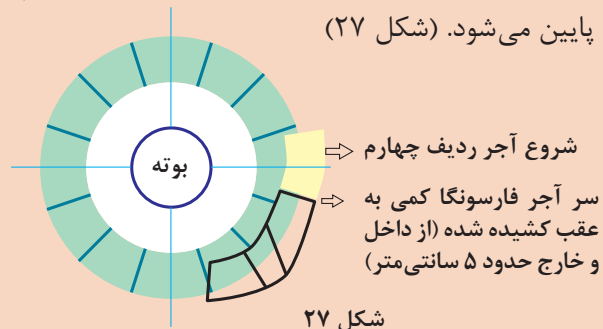 پایین می‌شود. (شکل ۲۷)
بوته
شروع آجر ردیف چهارم
سر آجر فارسونگا کمی به
عقب کشیده شده (از داخل
و خارج حدود ۵ سانتی‌متر)
شکل ۲۷